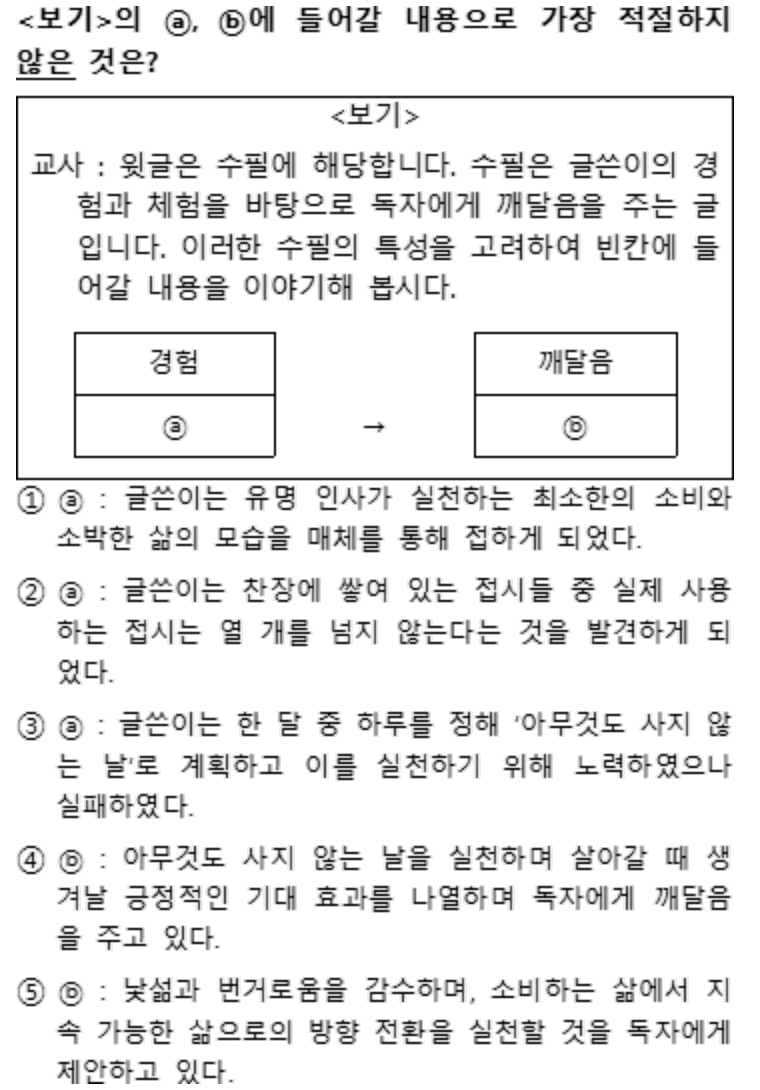 <보기>의 ⓐ, ⓑ에 들어갈 내용으로 가장 적절하지
않은 것은?
<보기>
교사 : 윗글은 수필에 해당합니다. 수필은 글쓴이의 경
험과 체험을 바탕으로 독자에게 깨달음을 주는 글
입니다. 이러한 수필의 특성을 고려하여 빈칸에 들
어갈 내용을 이야기해 봅시다.
경험 깨달음
ⓐ → ⓑ
① ⓐ : 글쓴이는 유명 인사가 실천하는 최소한의 소비와
소박한 삶의 모습을 매체를 통해 접하게 되었다.
② ⓐ : 글쓴이는 찬장에 쌓여 있는 접시들 중 실제 사용
하는 접시는 열 개를 넘지 않는다는 것을 발견하게 되
었다.
③ ⓐ : 글쓴이는 한 달 중 하루를 정해 '아무것도 사지 않
는 날'로 계획하고 이를 실천하기 위해 노력하였으나
실패하였다.
④ ⓑ : 아무것도 사지 않는 날을 실천하며 살아갈 때 생
겨날 긍정적인 기대 효과를 나열하며 독자에게 깨달음
을 주고 있다.
⑤ ⓑ : 낯섦과 번거로움을 감수하며, 소비하는 삶에서 지
속 가능한 삶으로의 방향 전환을 실천할 것을 독자에게
제안하고 있다.